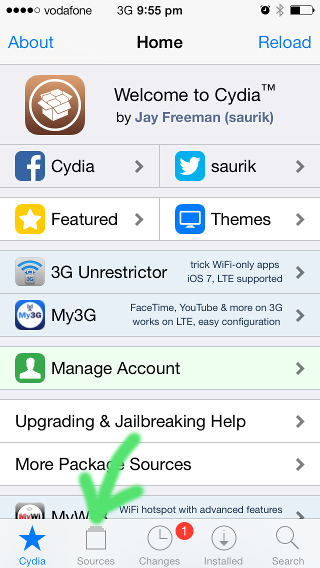 vodafone 3G 9:55 pm
About Home Reload
Welcome to Cydia™
by Jay Freeman (saurik)
Cydia saurik
Featured Themes
3G Unrestrictor trick WiFi-only apps
iOS 7, LTE supported
My3G My3G FaceTime, YouTube & more on 3G
works on LTE, easy configuration
Manage Account
Upgrading & Jailbreaking Help
More Package Sources
MyWi WiFi hotspot with advanced features
1
Cydia Sources Changes Installed Search